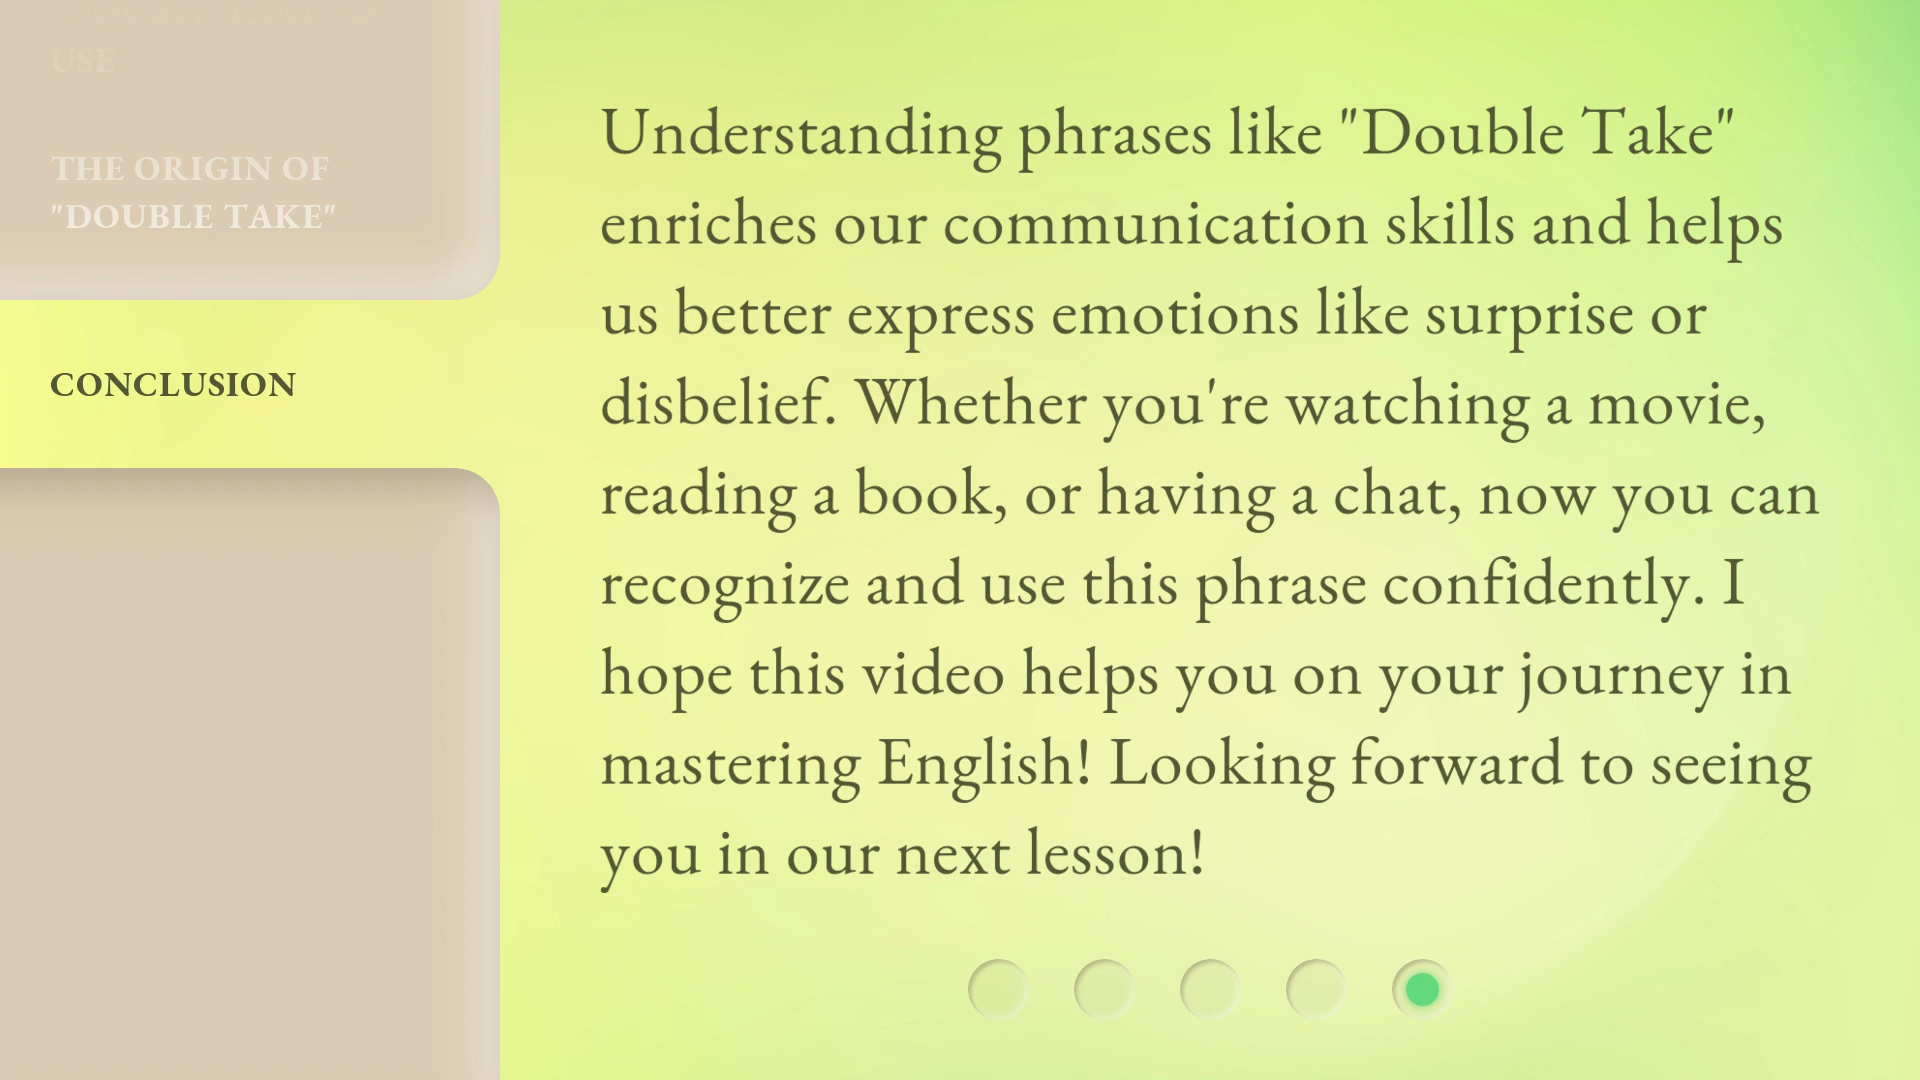 USE
THE ORIGIN OF
"DOUBLE TAKE"
CONCLUSION
Understanding phrases like "Double Take"
enriches our communication skills and helps
us better express emotions like surprise or
disbelief. Whether you're watching a movie,
reading a book, or having a chat, now you can
recognize and use this phrase confidently. I
hope this video helps you on your journey in
mastering English! Looking forward to seeing
you in our next lesson!